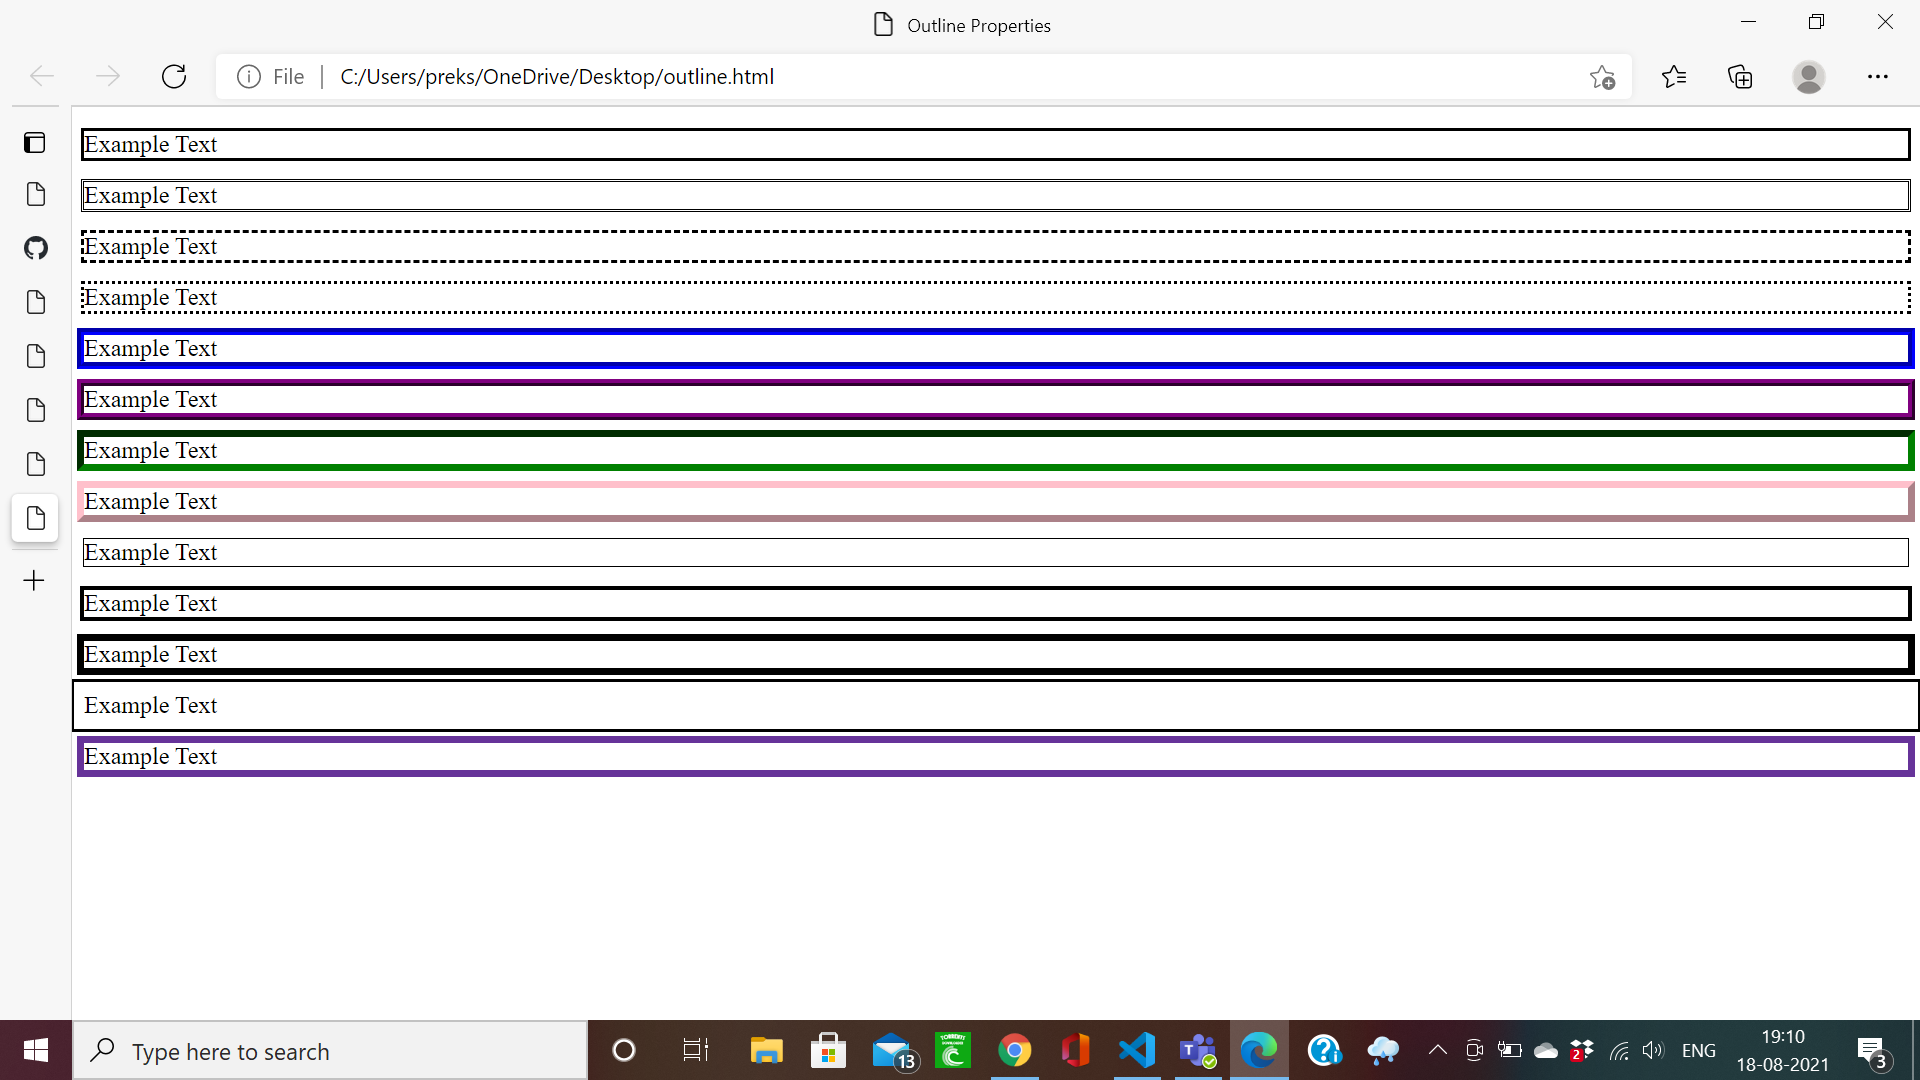 Outline Properties
File C:/Users/preks/OneDrive/Desktop/outline.html
Example Text
Example Text
Example Text
Example Text
Example Text
Example Text
Example Text
Example Text
Example Text
Example Text
Example Text
Example Text
Example Text
Type here to search
13
TORRENTS
2
ENG
19:10
18-08-2021
3